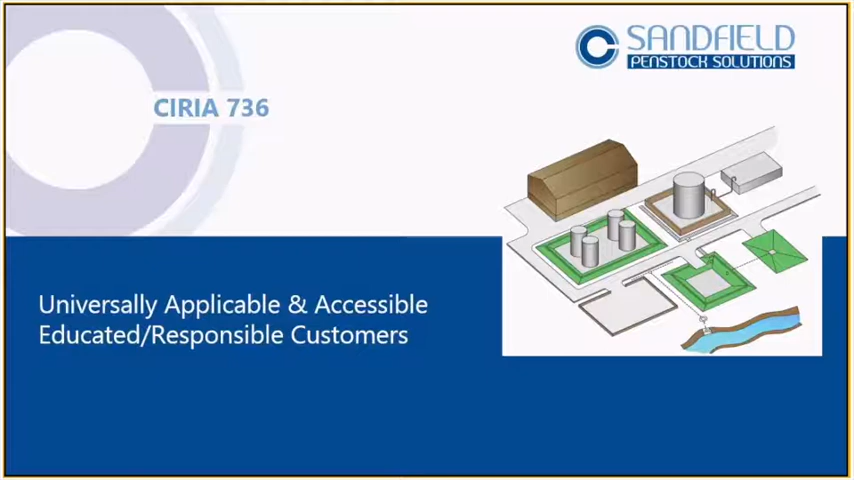 SANDFIELD
PENSTOCK SOLUTIONS
CIRIA 736
Universally Applicable & Accessible
Educated/Responsible Customers